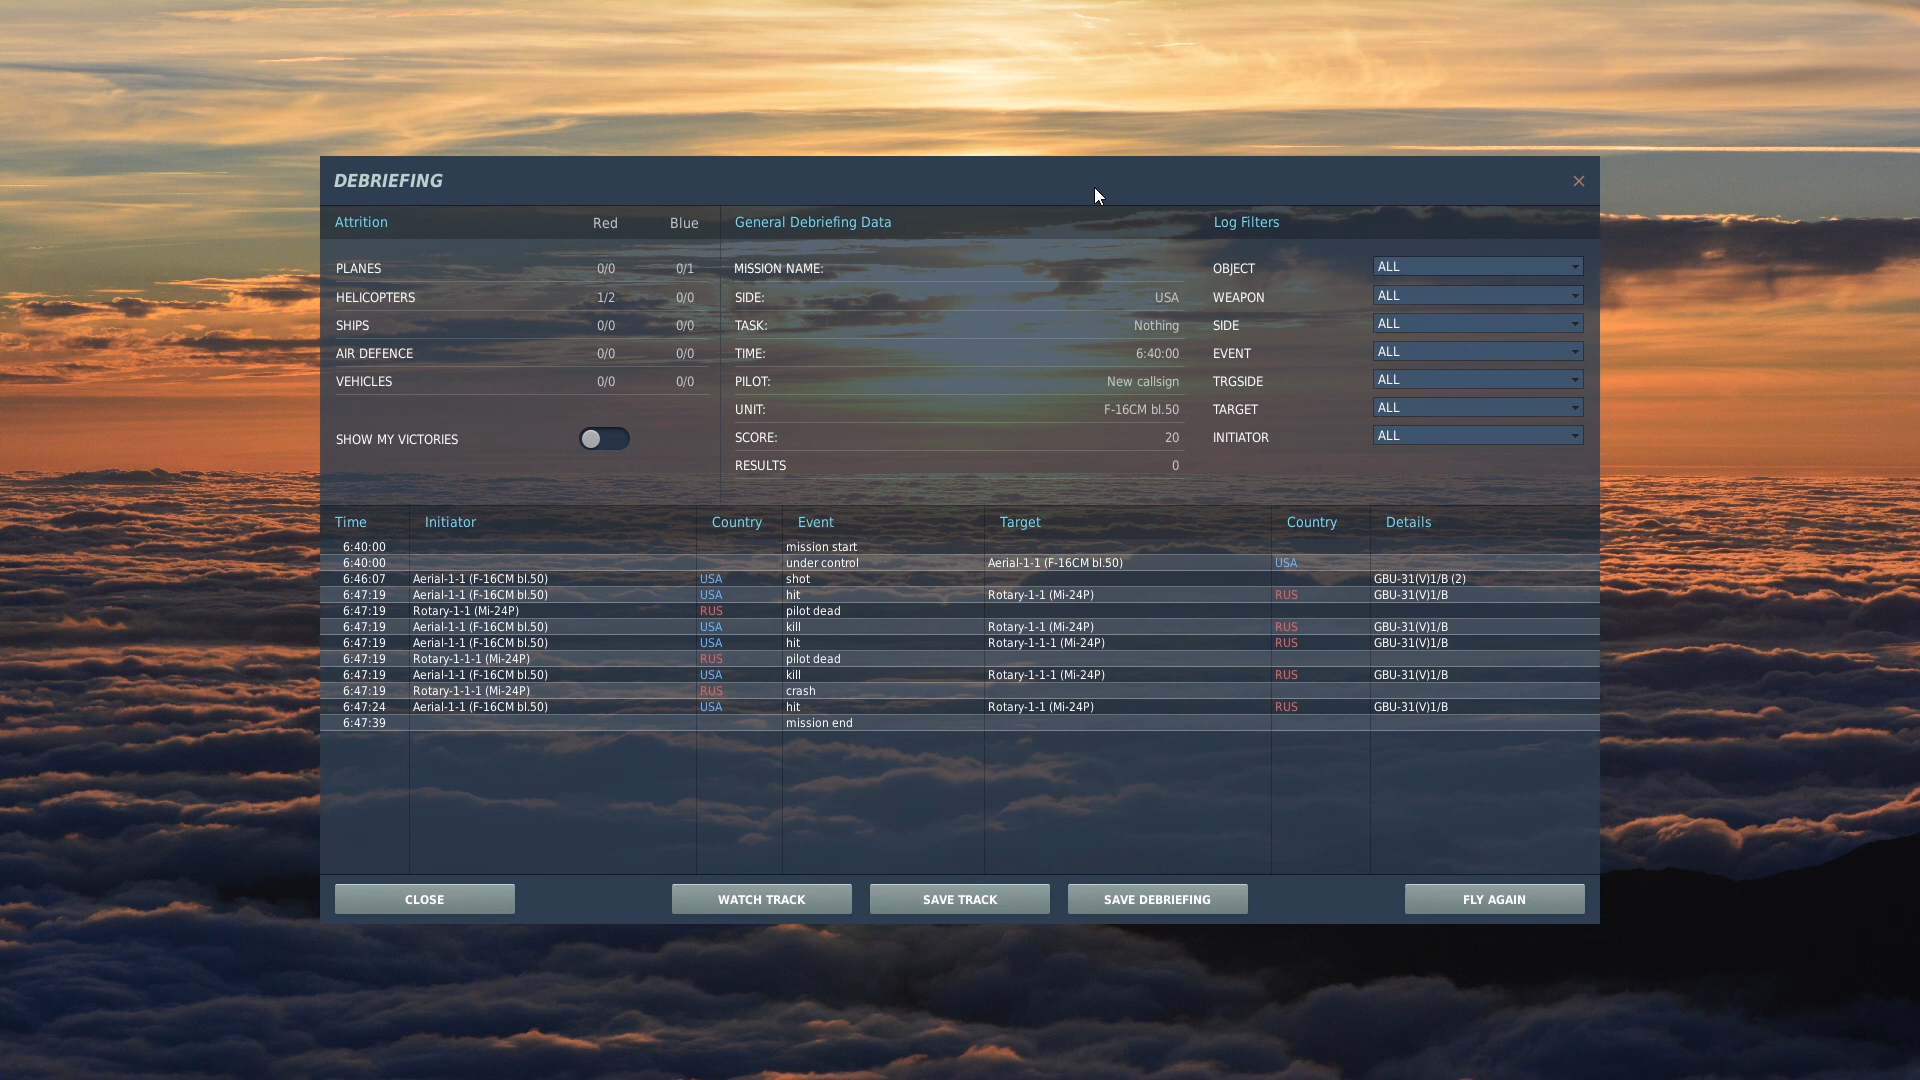 DEBRIEFING
Attrition Red Blue
PLANES 0/0 0/1
HELICOPTERS 1/2 0/0
SHIPS 0/0 0/0
AIR DEFENCE 0/0 0/0
VEHICLES 0/0 0/0
SHOW MY VICTORIES
General Debriefing Data
MISSION NAME:
SIDE: USA
TASK: Nothing
TIME: 6:40:00
PILOT: New callsign
UNIT: F-16CM bl.50
SCORE: 20
RESULTS 0
Log Filters
OBJECT ALL
WEAPON ALL
SIDE ALL
EVENT ALL
TRGSIDE ALL
TARGET ALL
INITIATOR ALL
Time Initiator Country Event Target Country Details
6:40:00 mission start
6:40:00 under control Aerial-1-1 (F-16CM bl.50) USA
6:46:07 Aerial-1-1 (F-16CM bl.50) USA shot GBU-31(V)1/B (2)
6:47:19 Aerial-1-1 (F-16CM bl.50) USA hit Rotary-1-1 (Mi-24P) RUS GBU-31(V)1/B
6:47:19 Rotary-1-1 (Mi-24P) RUS pilot dead
6:47:19 Aerial-1-1 (F-16CM bl.50) USA kill Rotary-1-1 (Mi-24P) RUS GBU-31(V)1/B
6:47:19 Aerial-1-1 (F-16CM bl.50) USA hit Rotary-1-1-1 (Mi-24P) RUS GBU-31(V)1/B
6:47:19 Rotary-1-1-1 (Mi-24P) RUS pilot dead
6:47:19 Aerial-1-1 (F-16CM bl.50) USA kill Rotary-1-1-1 (Mi-24P) RUS GBU-31(V)1/B
6:47:19 Rotary-1-1-1 (Mi-24P) RUS crash
6:47:24 Aerial-1-1 (F-16CM bl.50) USA hit Rotary-1-1 (Mi-24P) RUS GBU-31(V)1/B
6:47:39 mission end
CLOSE WATCH TRACK SAVE TRACK SAVE DEBRIEFING FLY AGAIN